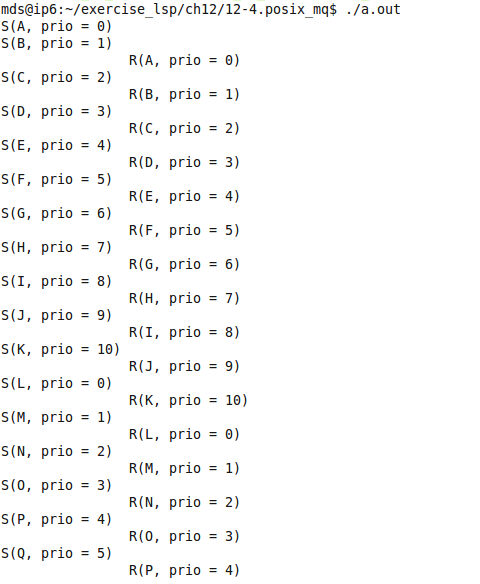 mds@ip6:~/exercise_lsp/ch12/12-4.posix_mq$ ./a.out
S(A, prio = 0)
S(B, prio = 1)
R(A, prio = 0)
S(C, prio = 2)
R(B, prio = 1)
S(D, prio = 3)
R(C, prio = 2)
S(E, prio = 4)
R(D, prio = 3)
S(F, prio = 5)
R(E, prio = 4)
S(G, prio = 6)
R(F, prio = 5)
S(H, prio = 7)
R(G, prio = 6)
S(I, prio = 8)
R(H, prio = 7)
S(J, prio = 9)
R(I, prio = 8)
S(K, prio = 10)
R(J, prio = 9)
S(L, prio = 0)
R(K, prio = 10)
S(M, prio = 1)
R(L, prio = 0)
S(N, prio = 2)
R(M, prio = 1)
S(O, prio = 3)
R(N, prio = 2)
S(P, prio = 4)
R(O, prio = 3)
S(Q, prio = 5)
R(P, prio = 4)